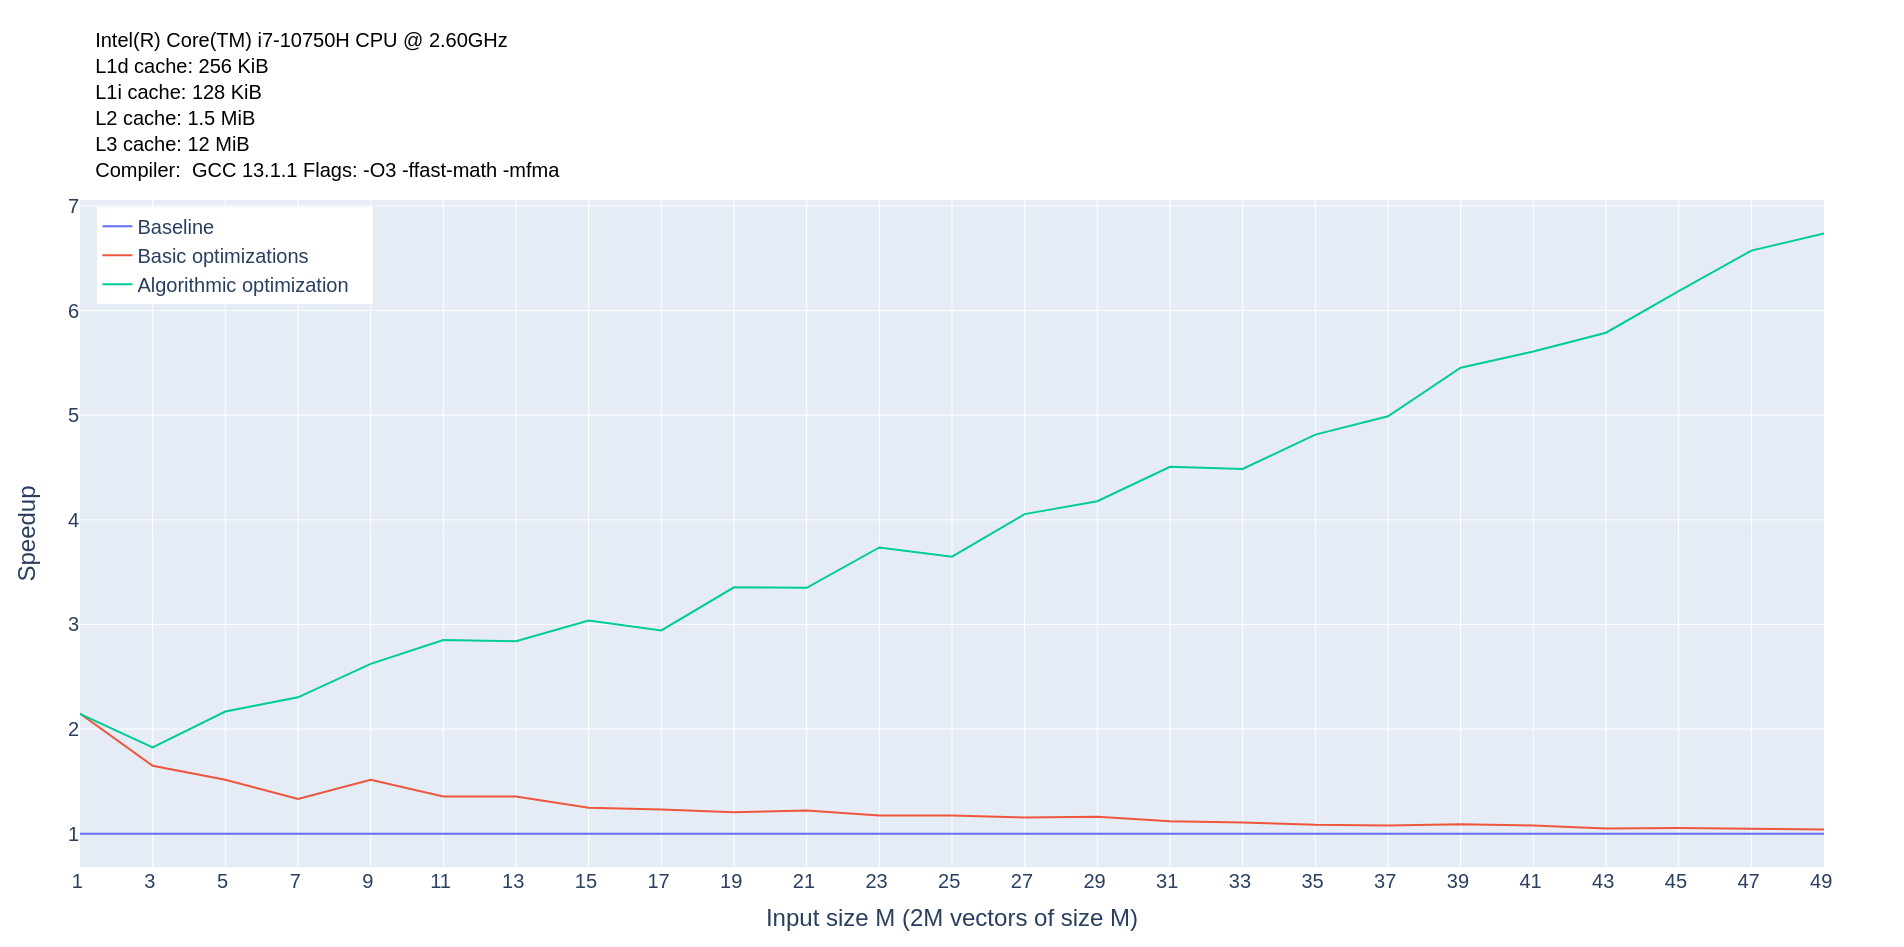 Intel(R) Core(TM) i7-10750H CPU @ 2.60GHz
L1d cache: 256 KiB
L1i cache: 128 KiB
L2 cache: 1.5 MiB
L3 cache: 12 MiB
Compiler:  GCC 13.1.1 Flags: -O3 -ffast-math -mfma
Baseline
Basic optimizations
Algorithmic optimization
7
6
5
4
3
2
1
Speedup
1 3 5 7 9 11 13 15 17 19 21 23 25 27 29 31 33 35 37 39 41 43 45 47 49
Input size M (2M vectors of size M)